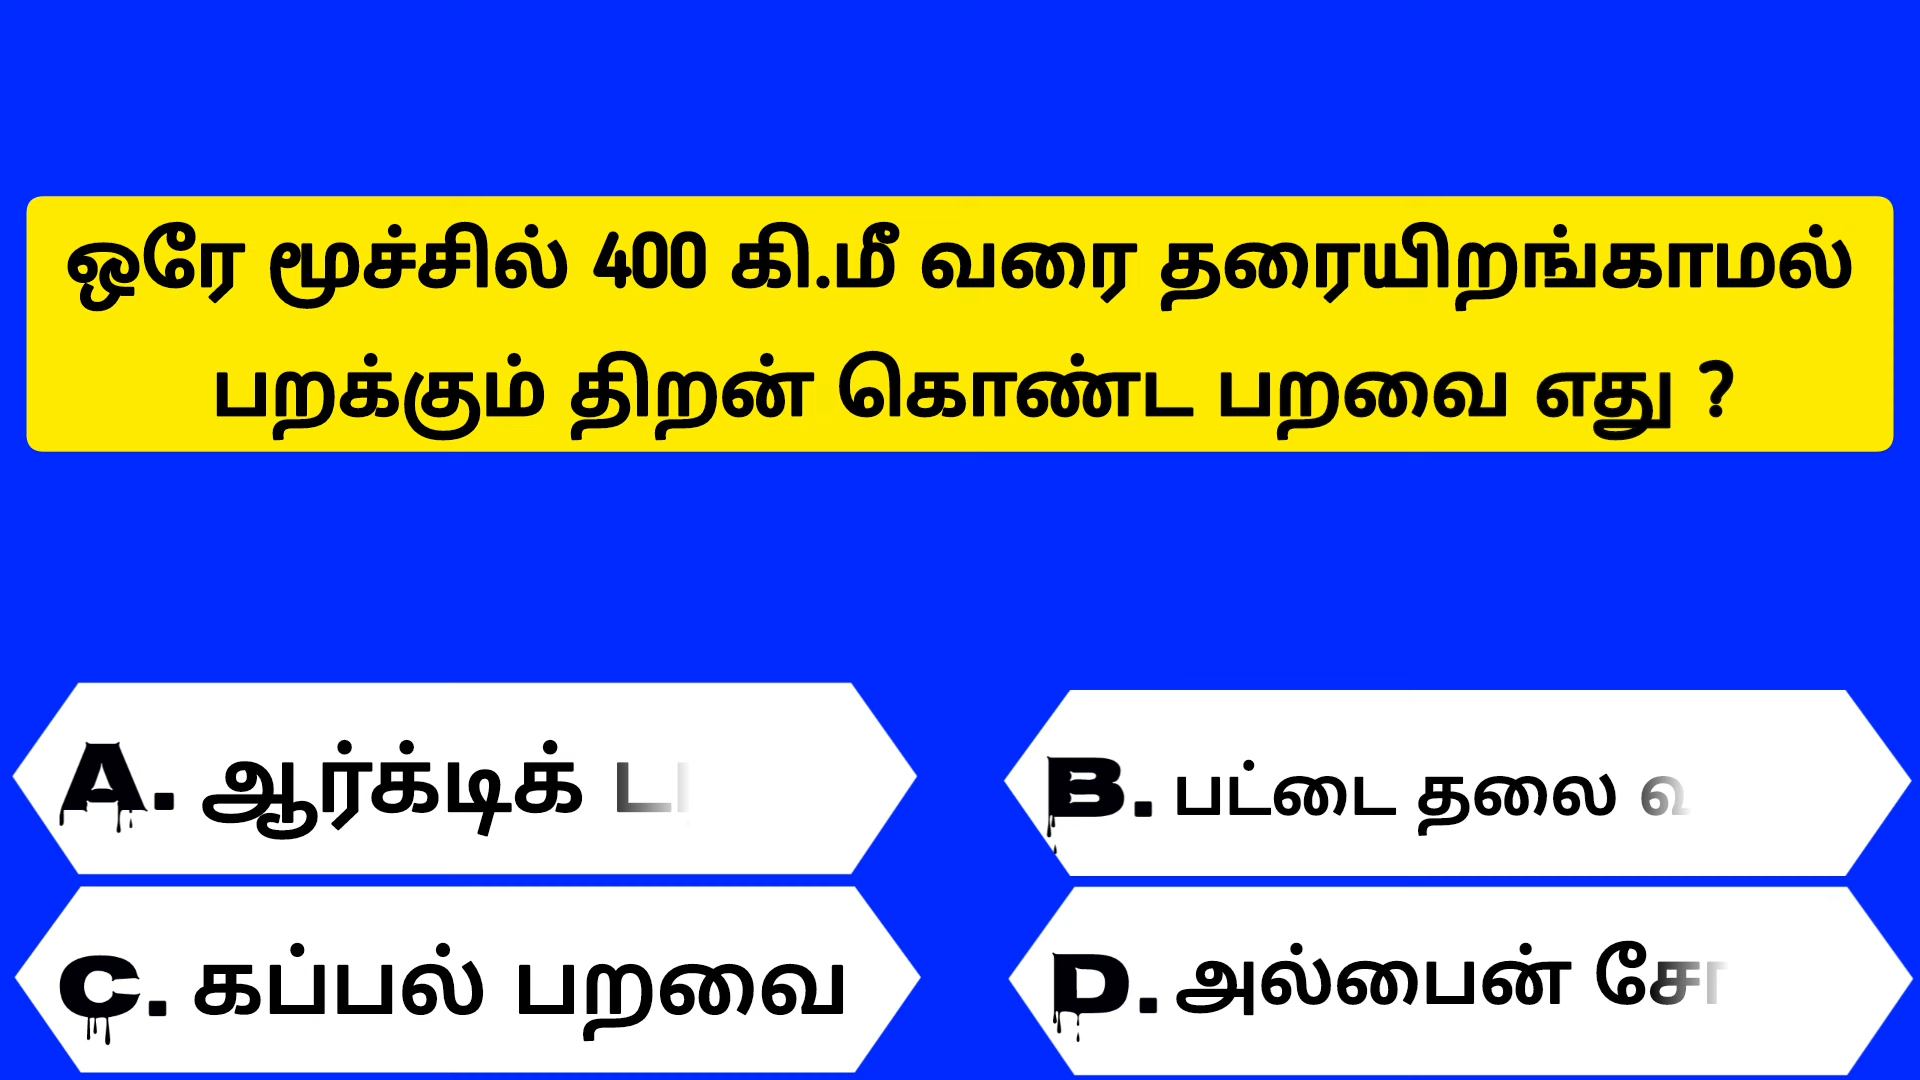 ஒரே மூச்சில் 400 கி.மீ வரை தரையிறங்காமல்
பறக்கும் திறன் கொண்ட பறவை எது ?
A. ஆர்க்டிக்
B. பட்டை தலை
C. கப்பல் பறவை
D. அல்பைன்